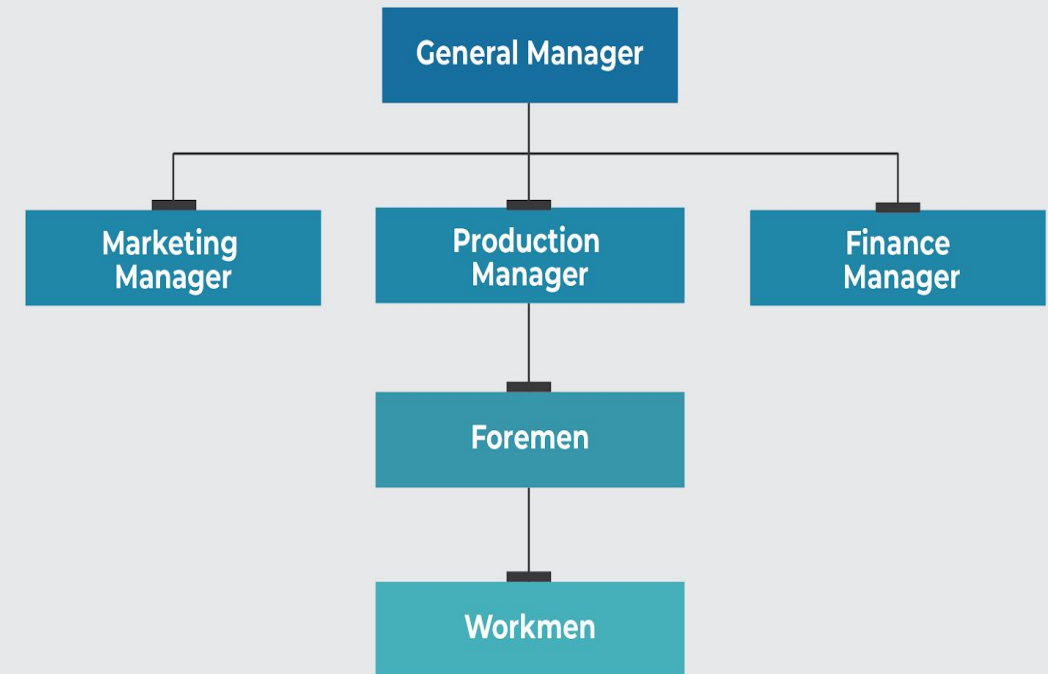 General Manager
Marketing
Manager
Production
Manager
Finance
Manager
Foremen
Workmen